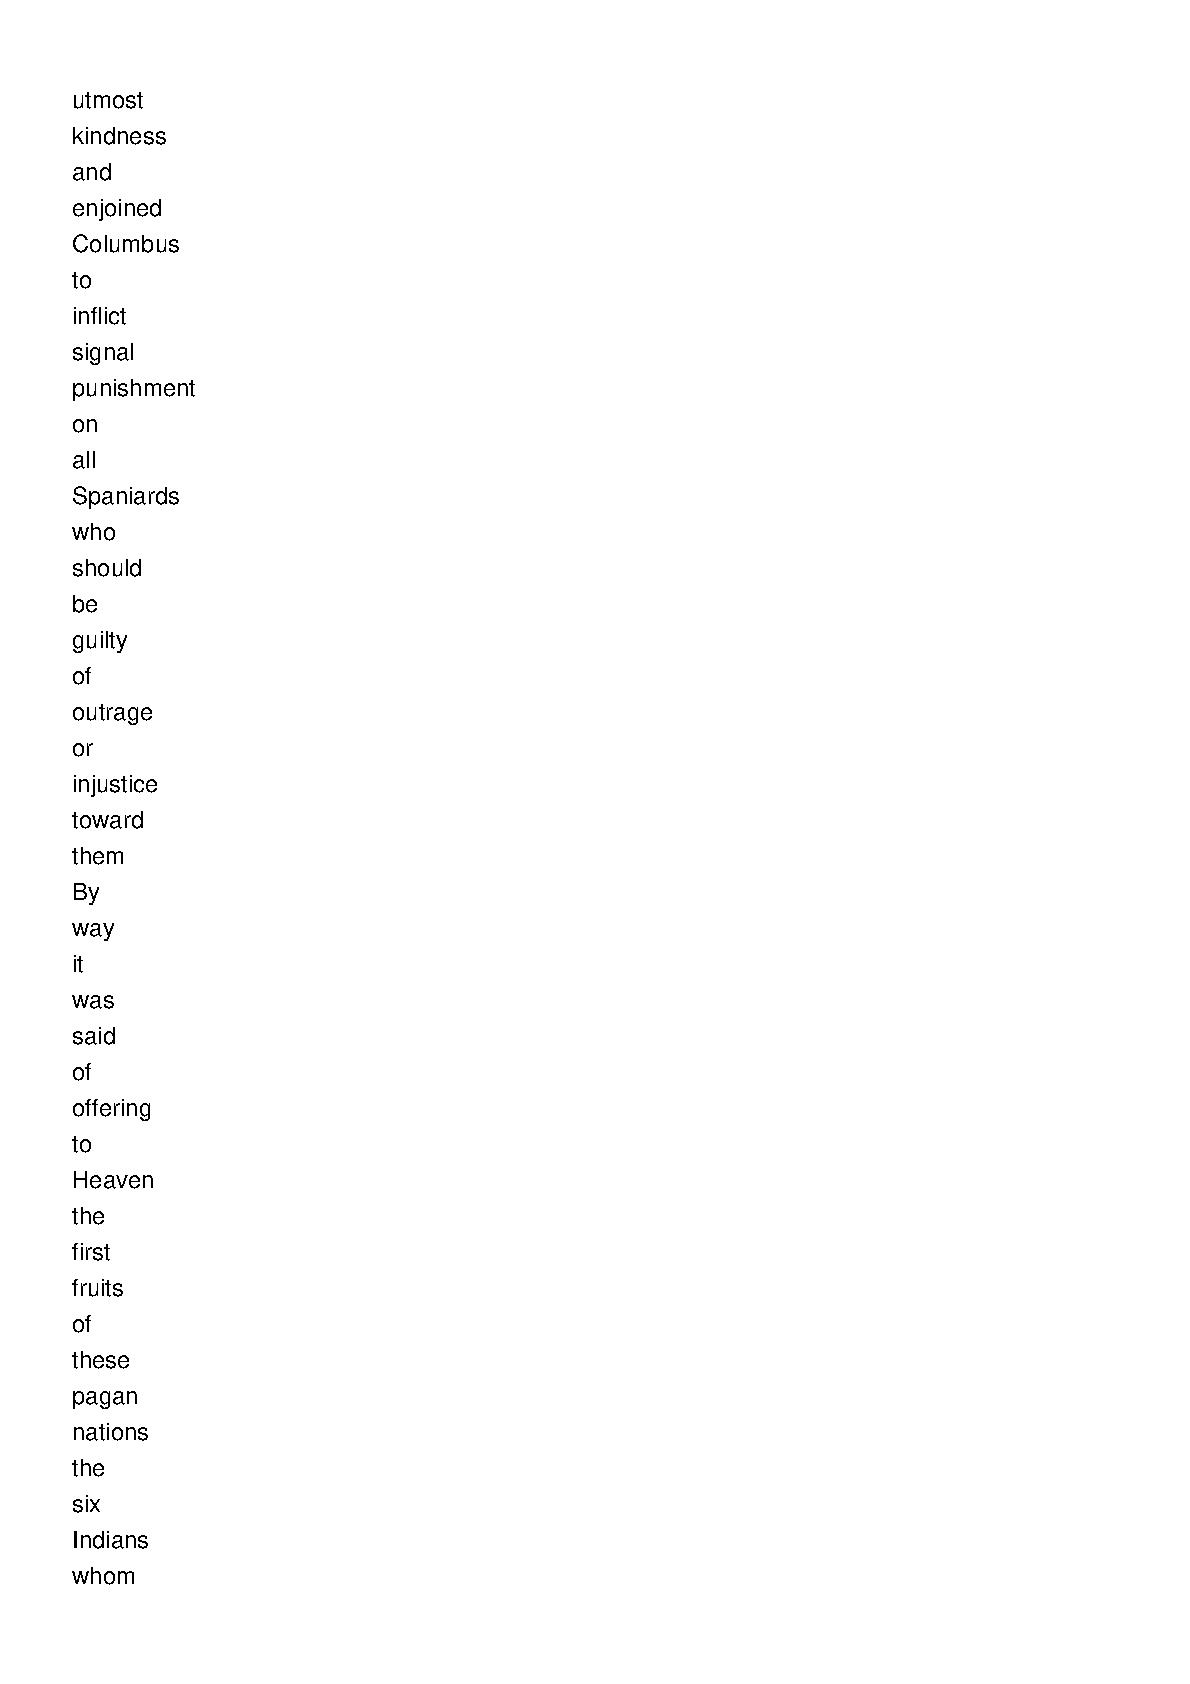 utmost
kindness
and
enjoined
Columbus
to
inflict
signal
punishment
on
all
Spaniards
who
should
be
guilty
of
outrage
or
injustice
toward
them
By
way
it
was
said
of
offering
to
Heaven
the
first
fruits
of
these
pagan
nations
the
six
Indians
whom